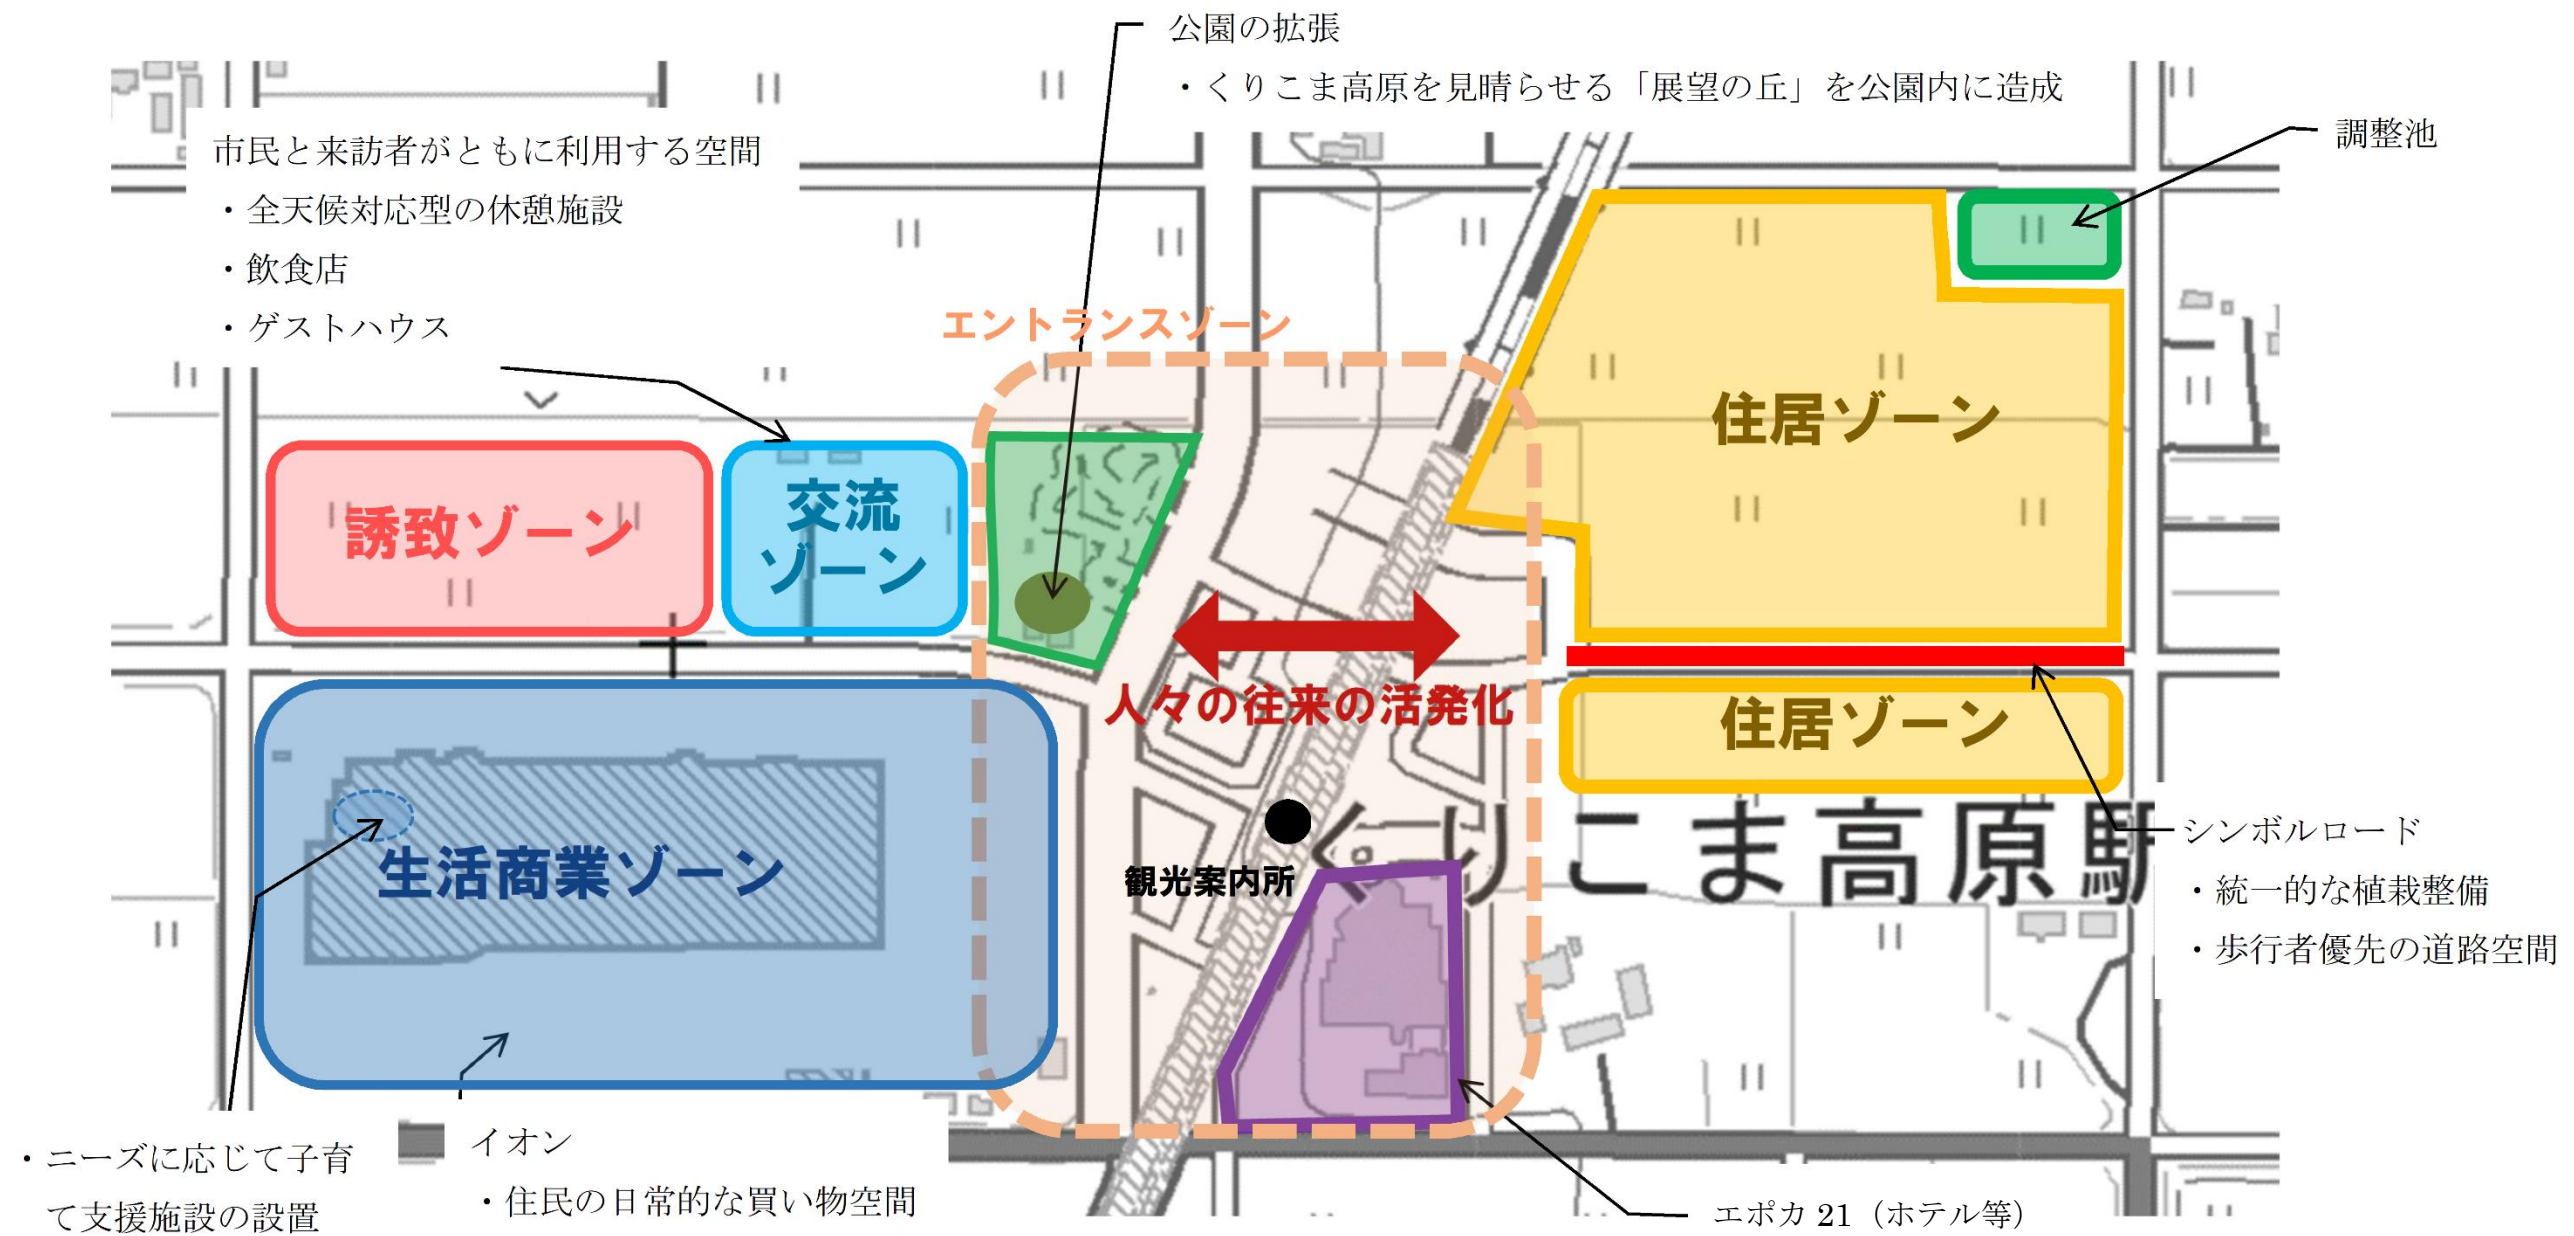 公園の拡張
・くりこま高原を見晴らせる「展望の丘」を公園内に造成
調整池
市民と来訪者がともに利用する空間
・全天候対応型の休憩施設
・飲食店
・ゲストハウス
エントランスゾーン
住居ゾーン
誘致ゾーン
交流
ゾーン
人々の往来の活発化
住居ゾーン
生活商業ゾーン
観光案内所
くりこま高原駅
シンボルロード
・統一的な植栽整備
・歩行者優先の道路空間
・ニーズに応じて子育
て支援施設の設置
イオン
・住民の日常的な買い物空間
エポカ 21（ホテル等）